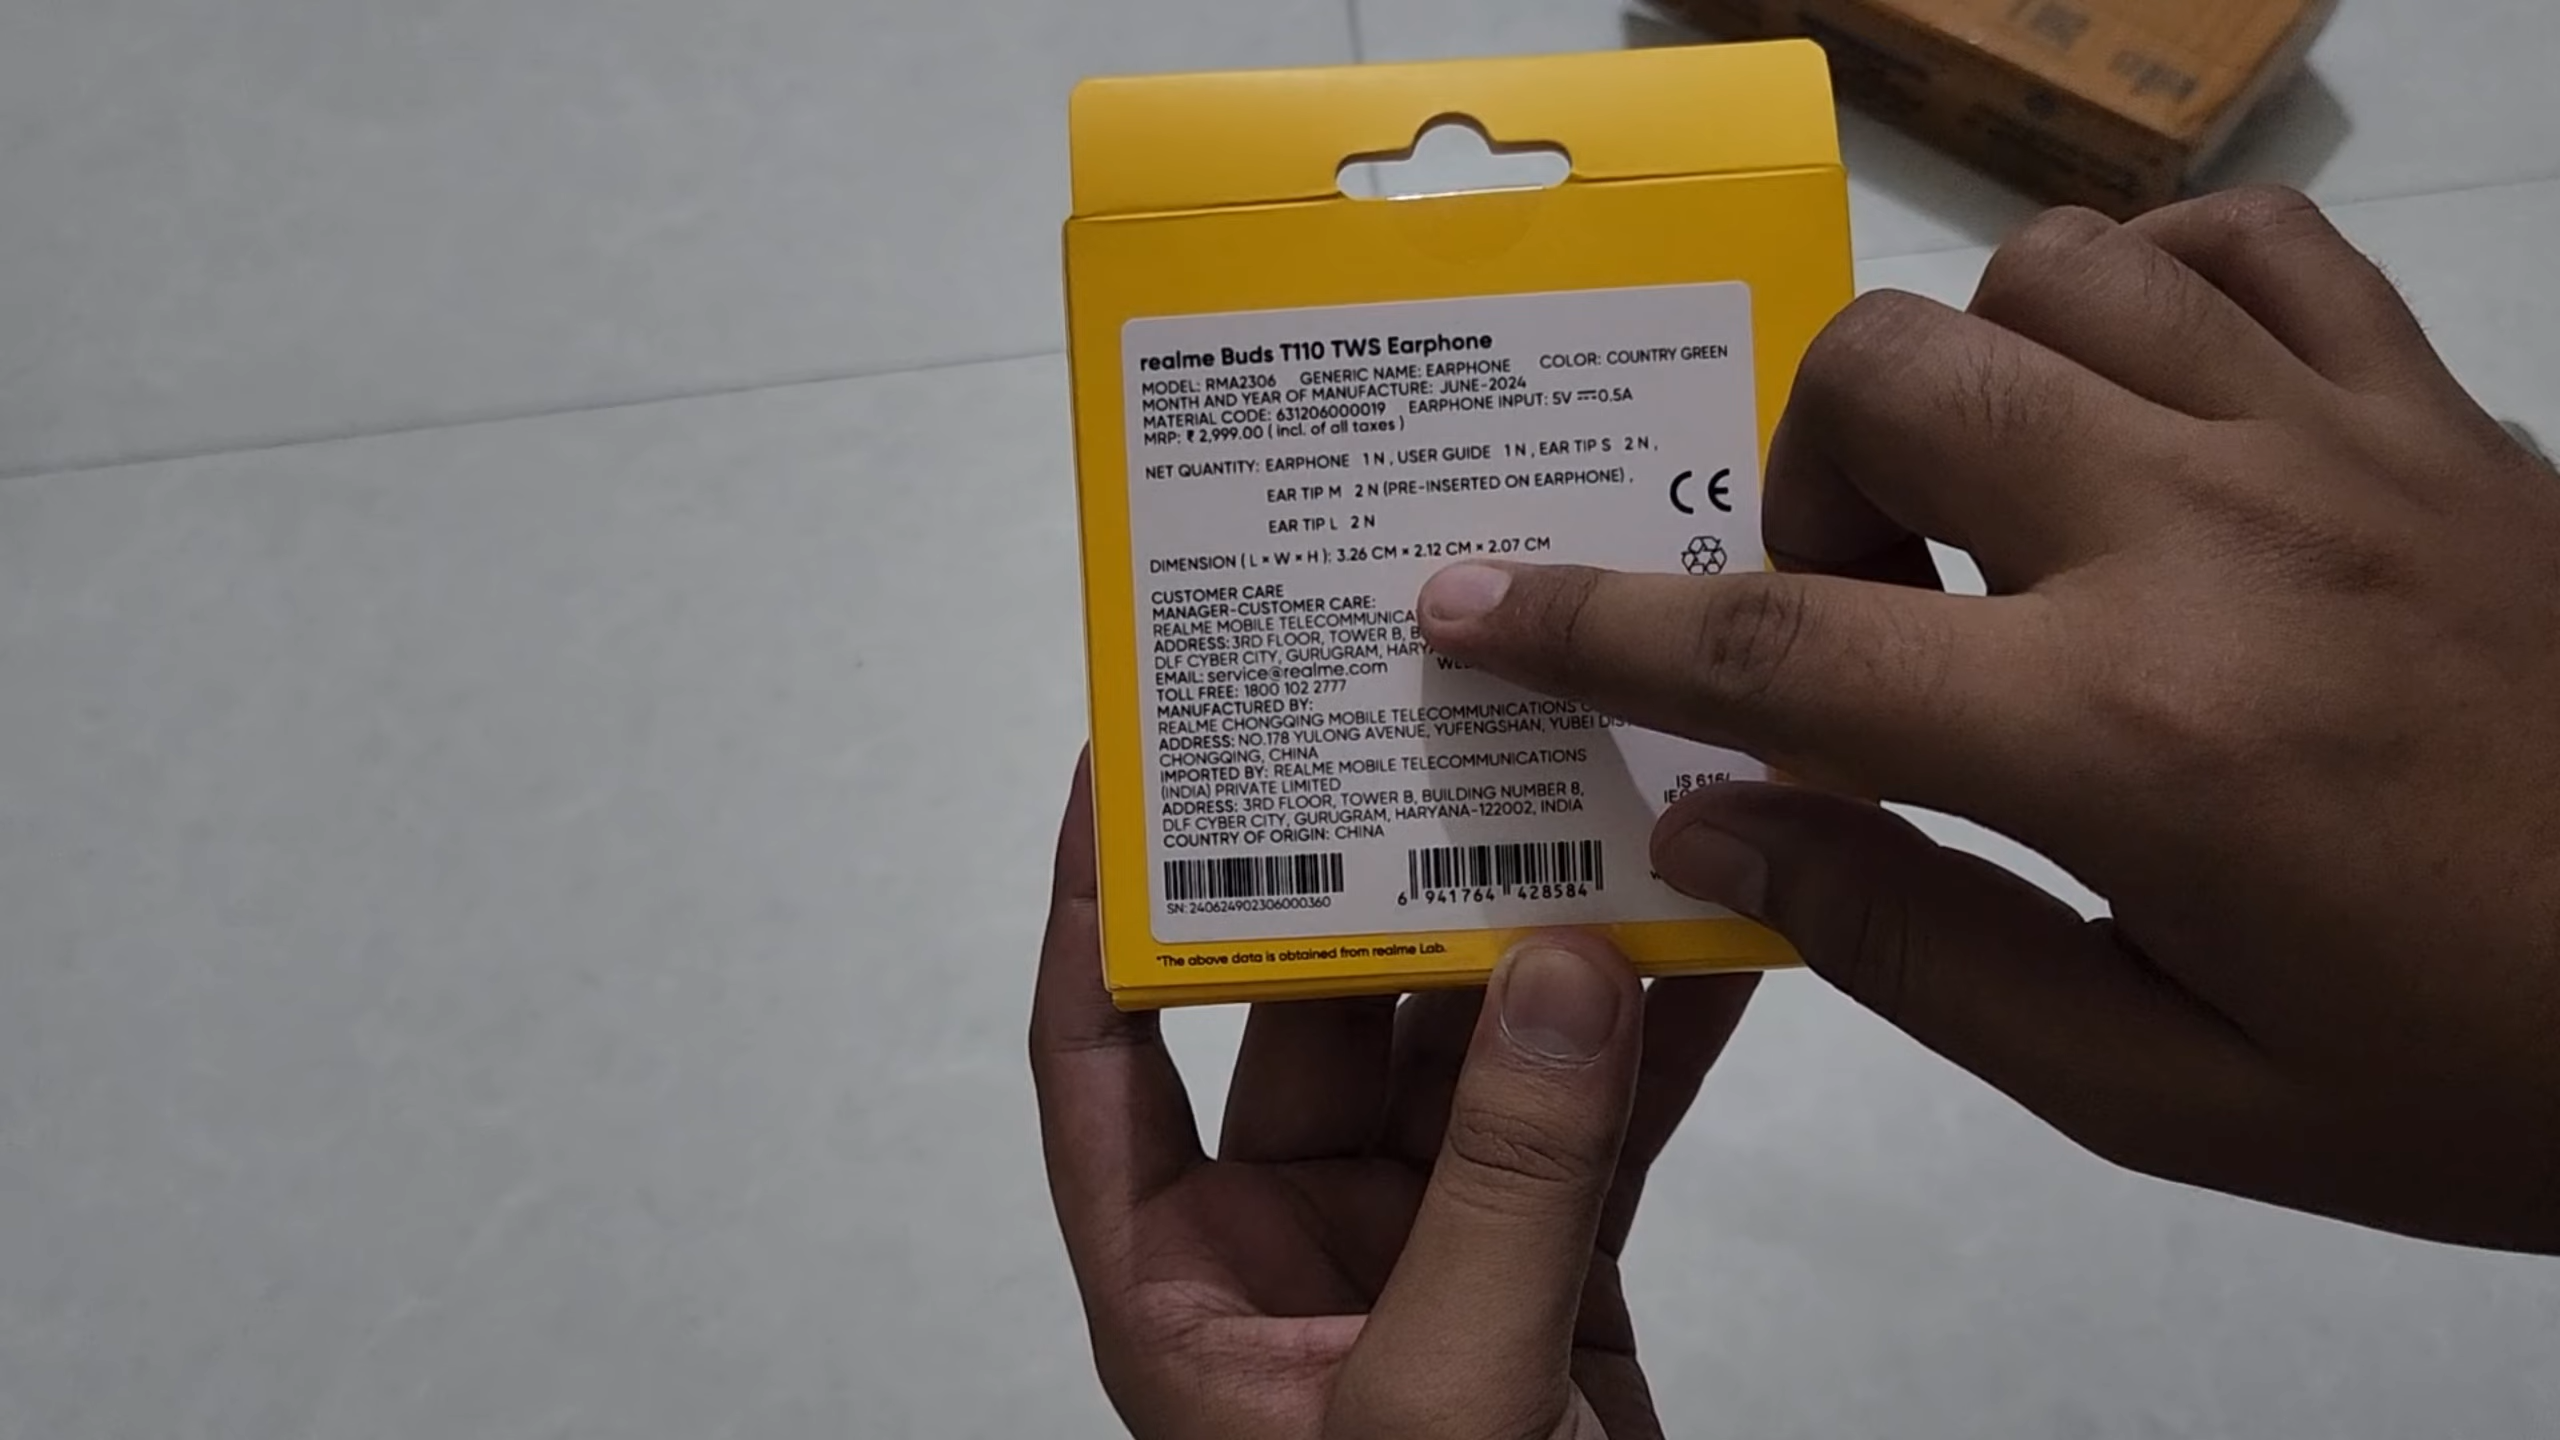 realme Buds T110 TWS Earphone
MODEL: RMA2306 GENERIC NAME: EARPHONE COLOR: COUNTRY GREEN
MONTH AND YEAR OF MANUFACTURE: JUNE-2024
MATERIAL CODE: 631206000019 EARPHONE INPUT: 5V ⎓0.5A
MRP: ₹ 2,999.00 ( incl. of all taxes )
NET QUANTITY: EARPHONE 1 N , USER GUIDE 1 N , EAR TIP S 2 N ,
EAR TIP M 2 N (PRE-INSERTED ON EARPHONE) ,
EAR TIP L 2 N
CE
DIMENSION ( L × W × H ): 3.26 CM × 2.12 CM × 2.07 CM
CUSTOMER CARE
MANAGER-CUSTOMER CARE:
REALME MOBILE
ADDRESS: 3RD FLOOR, TOWER B,
DLF CYBER CITY, GURUGRAM,
EMAIL: service@realme.com
TOLL FREE: 1800 102 2777
MANUFACTURED BY:
REALME CHONGQING MOBILE TELECOMMUNICATIONS
ADDRESS: NO.178 YULONG AVENUE, YUFENGSHAN, YUBEI
CHONGQING, CHINA
IMPORTED BY: REALME MOBILE TELECOMMUNICATIONS
(INDIA) PRIVATE LIMITED
ADDRESS: 3RD FLOOR, TOWER B, BUILDING NUMBER 8,
DLF CYBER CITY, GURUGRAM, HARYANA-122002, INDIA
COUNTRY OF ORIGIN: CHINA
IS
SN: 240624902306000360
6 941764 428584
*The above data is obtained from realme Lab.